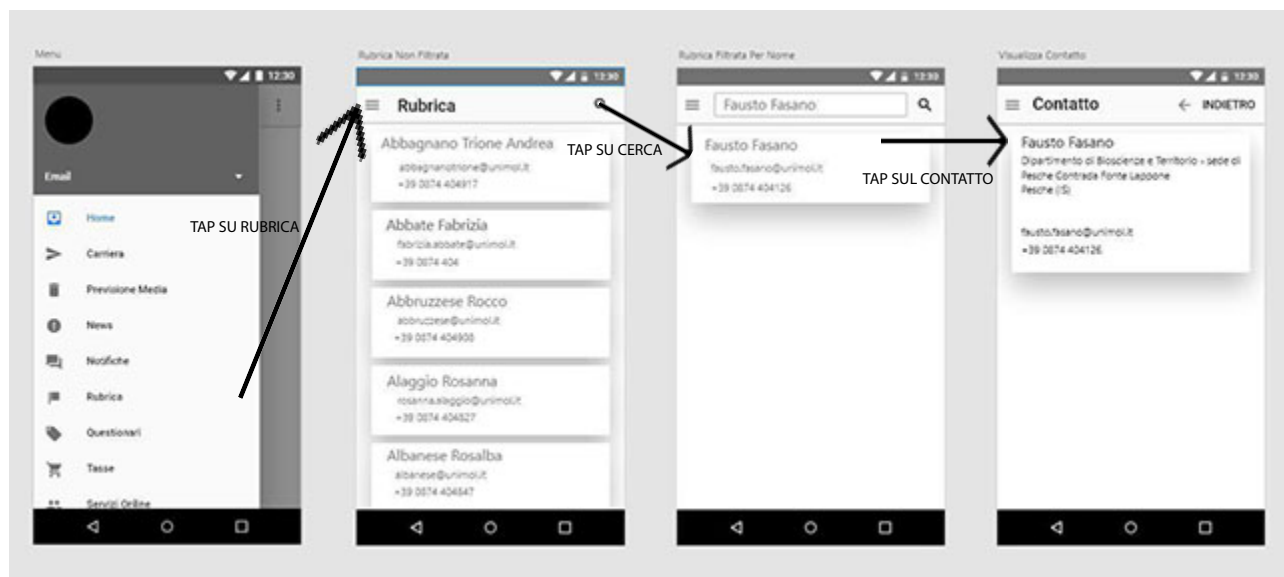 Menu
12:30
Email
Home
Carriera
Previsione Media
News
Notifiche
Rubrica
Questionari
Tasse
Servizi Online
TAP SU RUBRICA
Rubrica Non Filtrata
12:30
Rubrica
Abbagnano Trione Andrea
abbagnanotrione@unimol.it
+39 0874 404917
Abbate Fabrizia
fabrizia.abbate@unimol.it
+39 0874 404
Abbruzzese Rocco
abbruzzese@unimol.it
+39 0874 404908
Alaggio Rosanna
rosanna.alaggio@unimol.it
+39 0874 404827
Albanese Rosalba
albanese@unimol.it
+39 0874 404847
TAP SU CERCA
Rubrica Filtrata Per Nome
12:30
Fausto Fasano
Fausto Fasano
fausto.fasano@unimol.it
+39 0874 404126
TAP SUL CONTATTO
Visualizza Contatto
12:30
Contatto
INDIETRO
Fausto Fasano
Dipartimento di Bioscienze e Territorio - sede di
Pesche Contrada Fonte Lappone
Pesche (IS)
fausto.fasano@unimol.it
+39 0874 404126